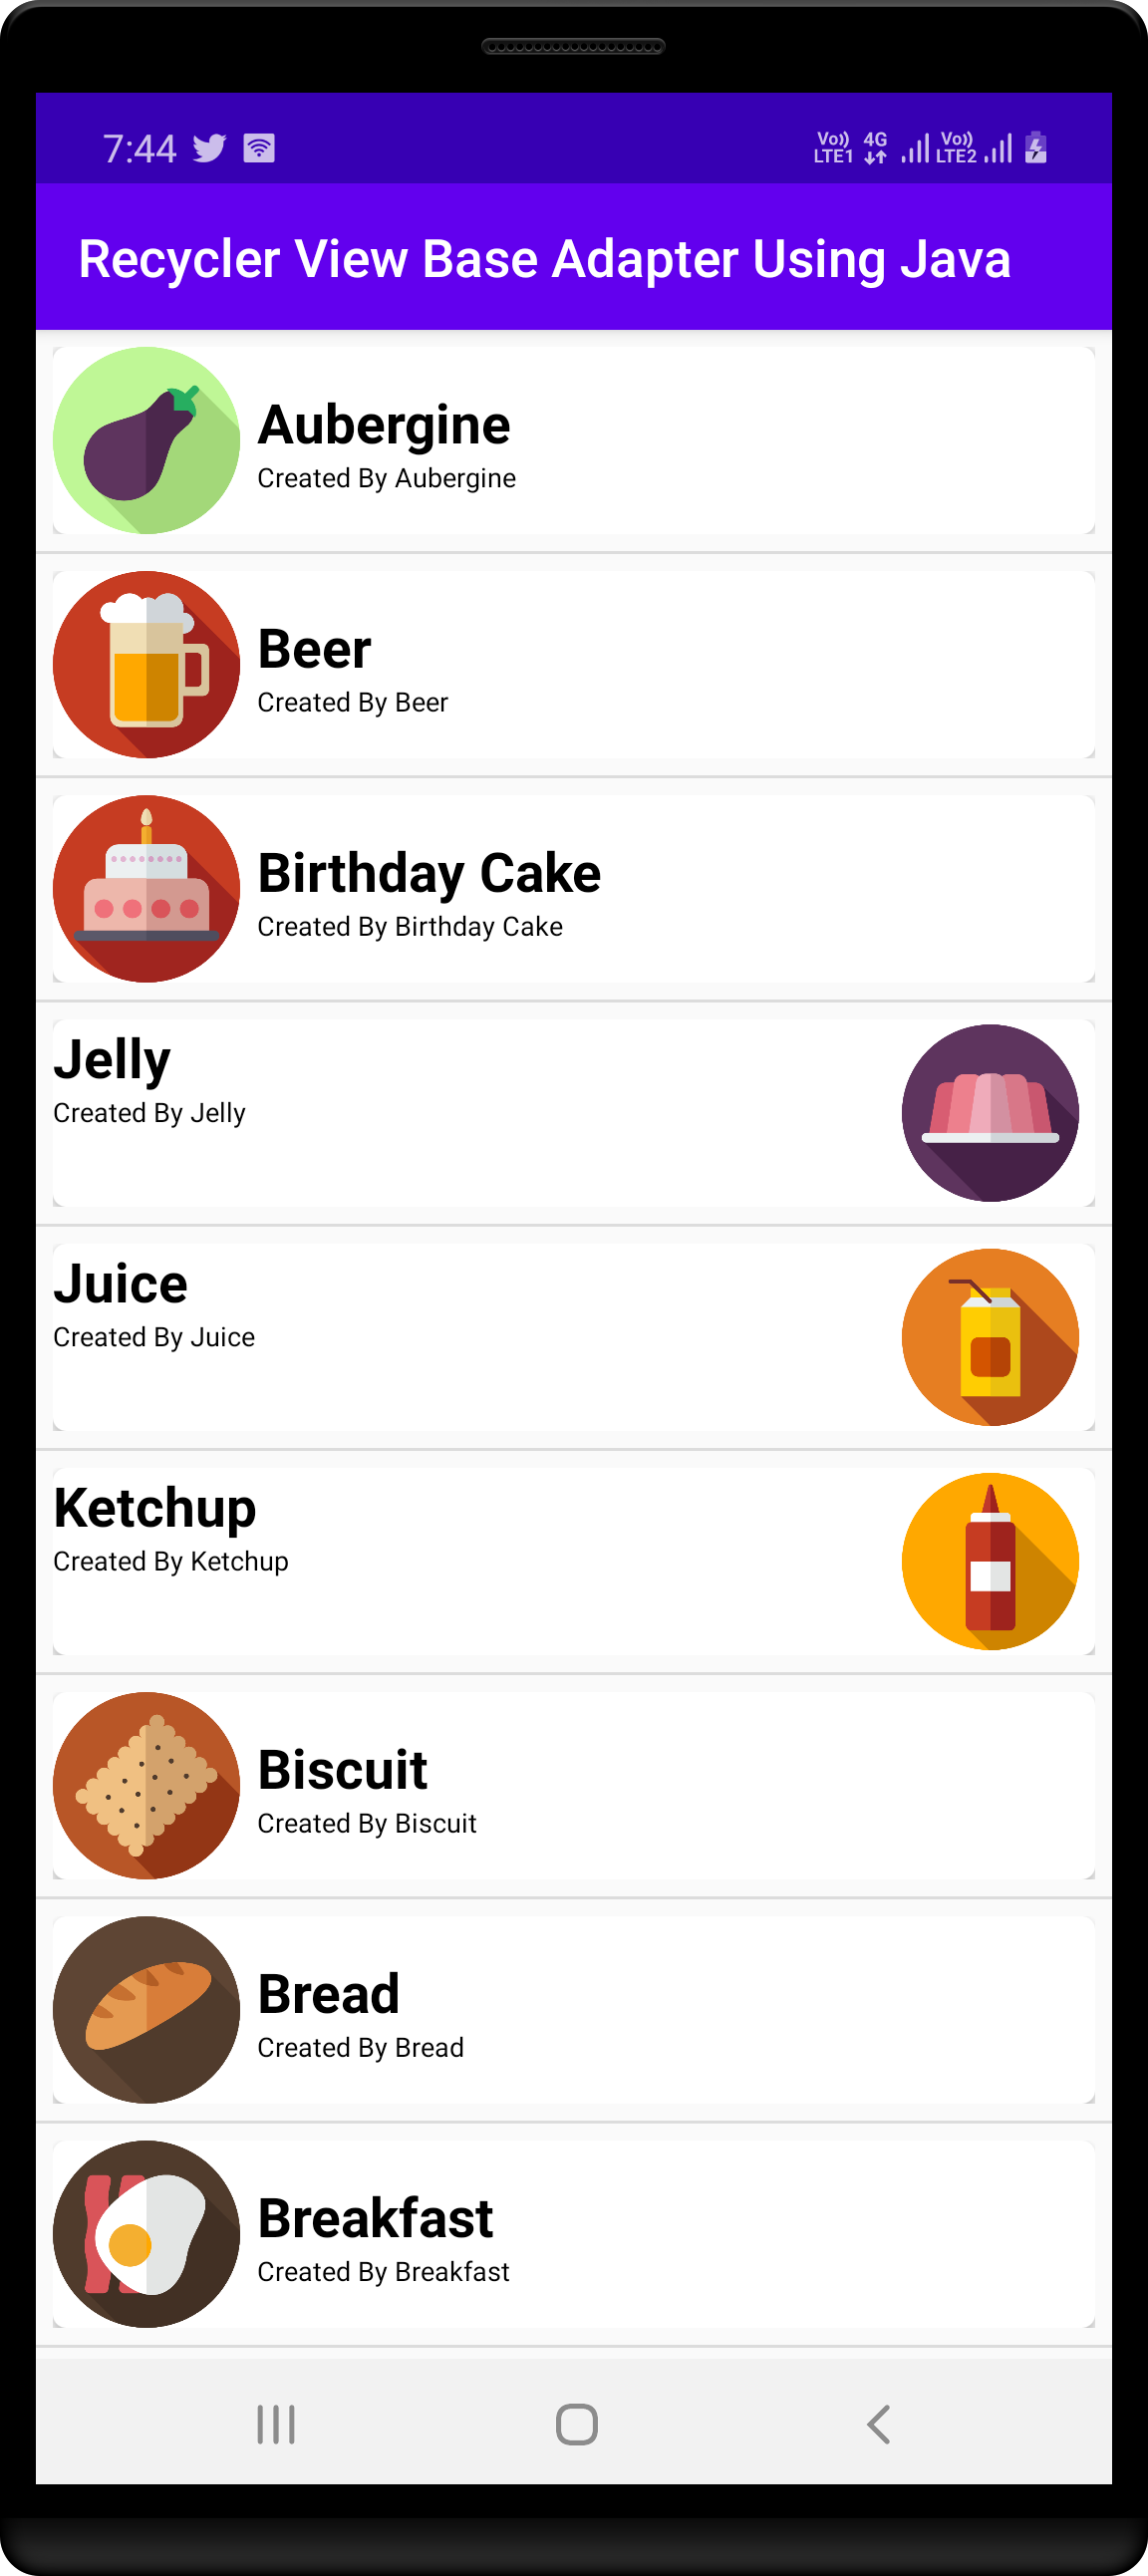 7:44
Vo)) LTE1 4G Vo)) LTE2
Recycler View Base Adapter Using Java
Aubergine
Created By Aubergine
Beer
Created By Beer
Birthday Cake
Created By Birthday Cake
Jelly
Created By Jelly
Juice
Created By Juice
Ketchup
Created By Ketchup
Biscuit
Created By Biscuit
Bread
Created By Bread
Breakfast
Created By Breakfast